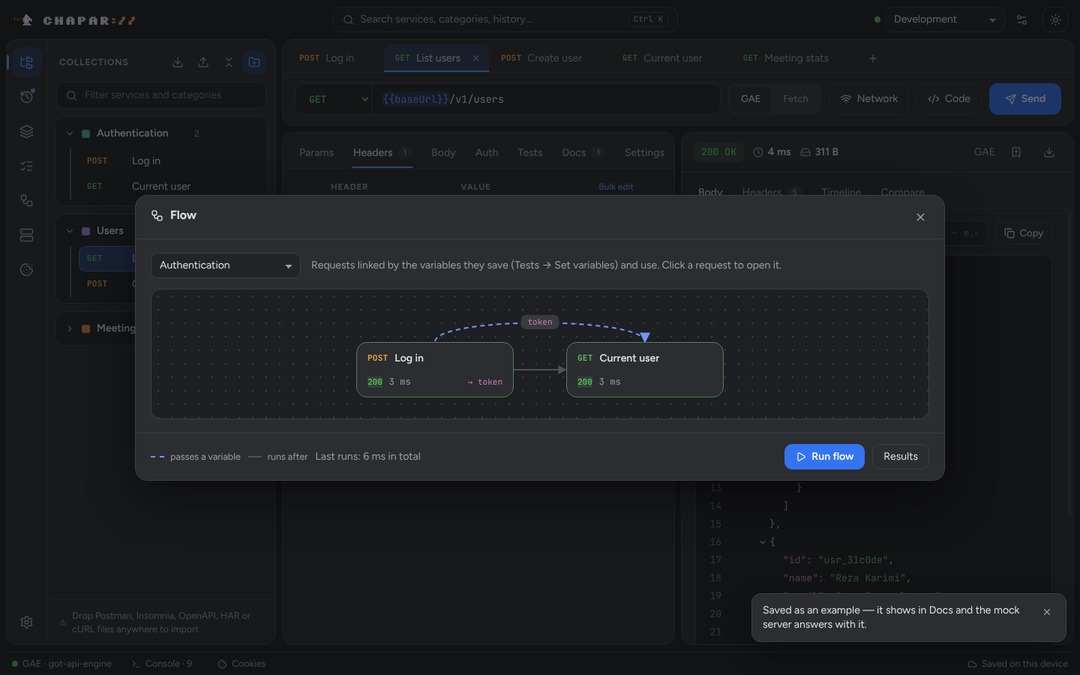 CHAPAR://
Search services, categories, history...
Ctrl K
Development
COLLECTIONS
Filter services and categories
Authentication 2
POST Log in
GET Current user
Users
GET
POST
Meeting
Drop Postman, Insomnia, OpenAPI, HAR or
cURL files anywhere to import
POST Log in
GET List users
POST Create user
GET Current user
GET Meeting stats
GET {{baseUrl}}/v1/users
GAE Fetch
Network
Code
Send
Params Headers 1 Body Auth Tests Docs 1 Settings
HEADER VALUE Bulk edit
200 OK 4 ms 311 B
GAE
Body Headers 5 Timeline Compare
Copy
Flow
Authentication
Requests linked by the variables they save (Tests → Set variables) and use. Click a request to open it.
token
POST Log in
200 3 ms → token
GET Current user
200 3 ms
passes a variable runs after Last runs: 6 ms in total
Run flow
Results
13 }
14 ]
15 },
16 {
17 "id": "usr_31c0de",
18 "name": "Reza Karimi",
19
20
21
Saved as an example — it shows in Docs and the mock
server answers with it.
GAE · got-api-engine
Console · 9
Cookies
Saved on this device